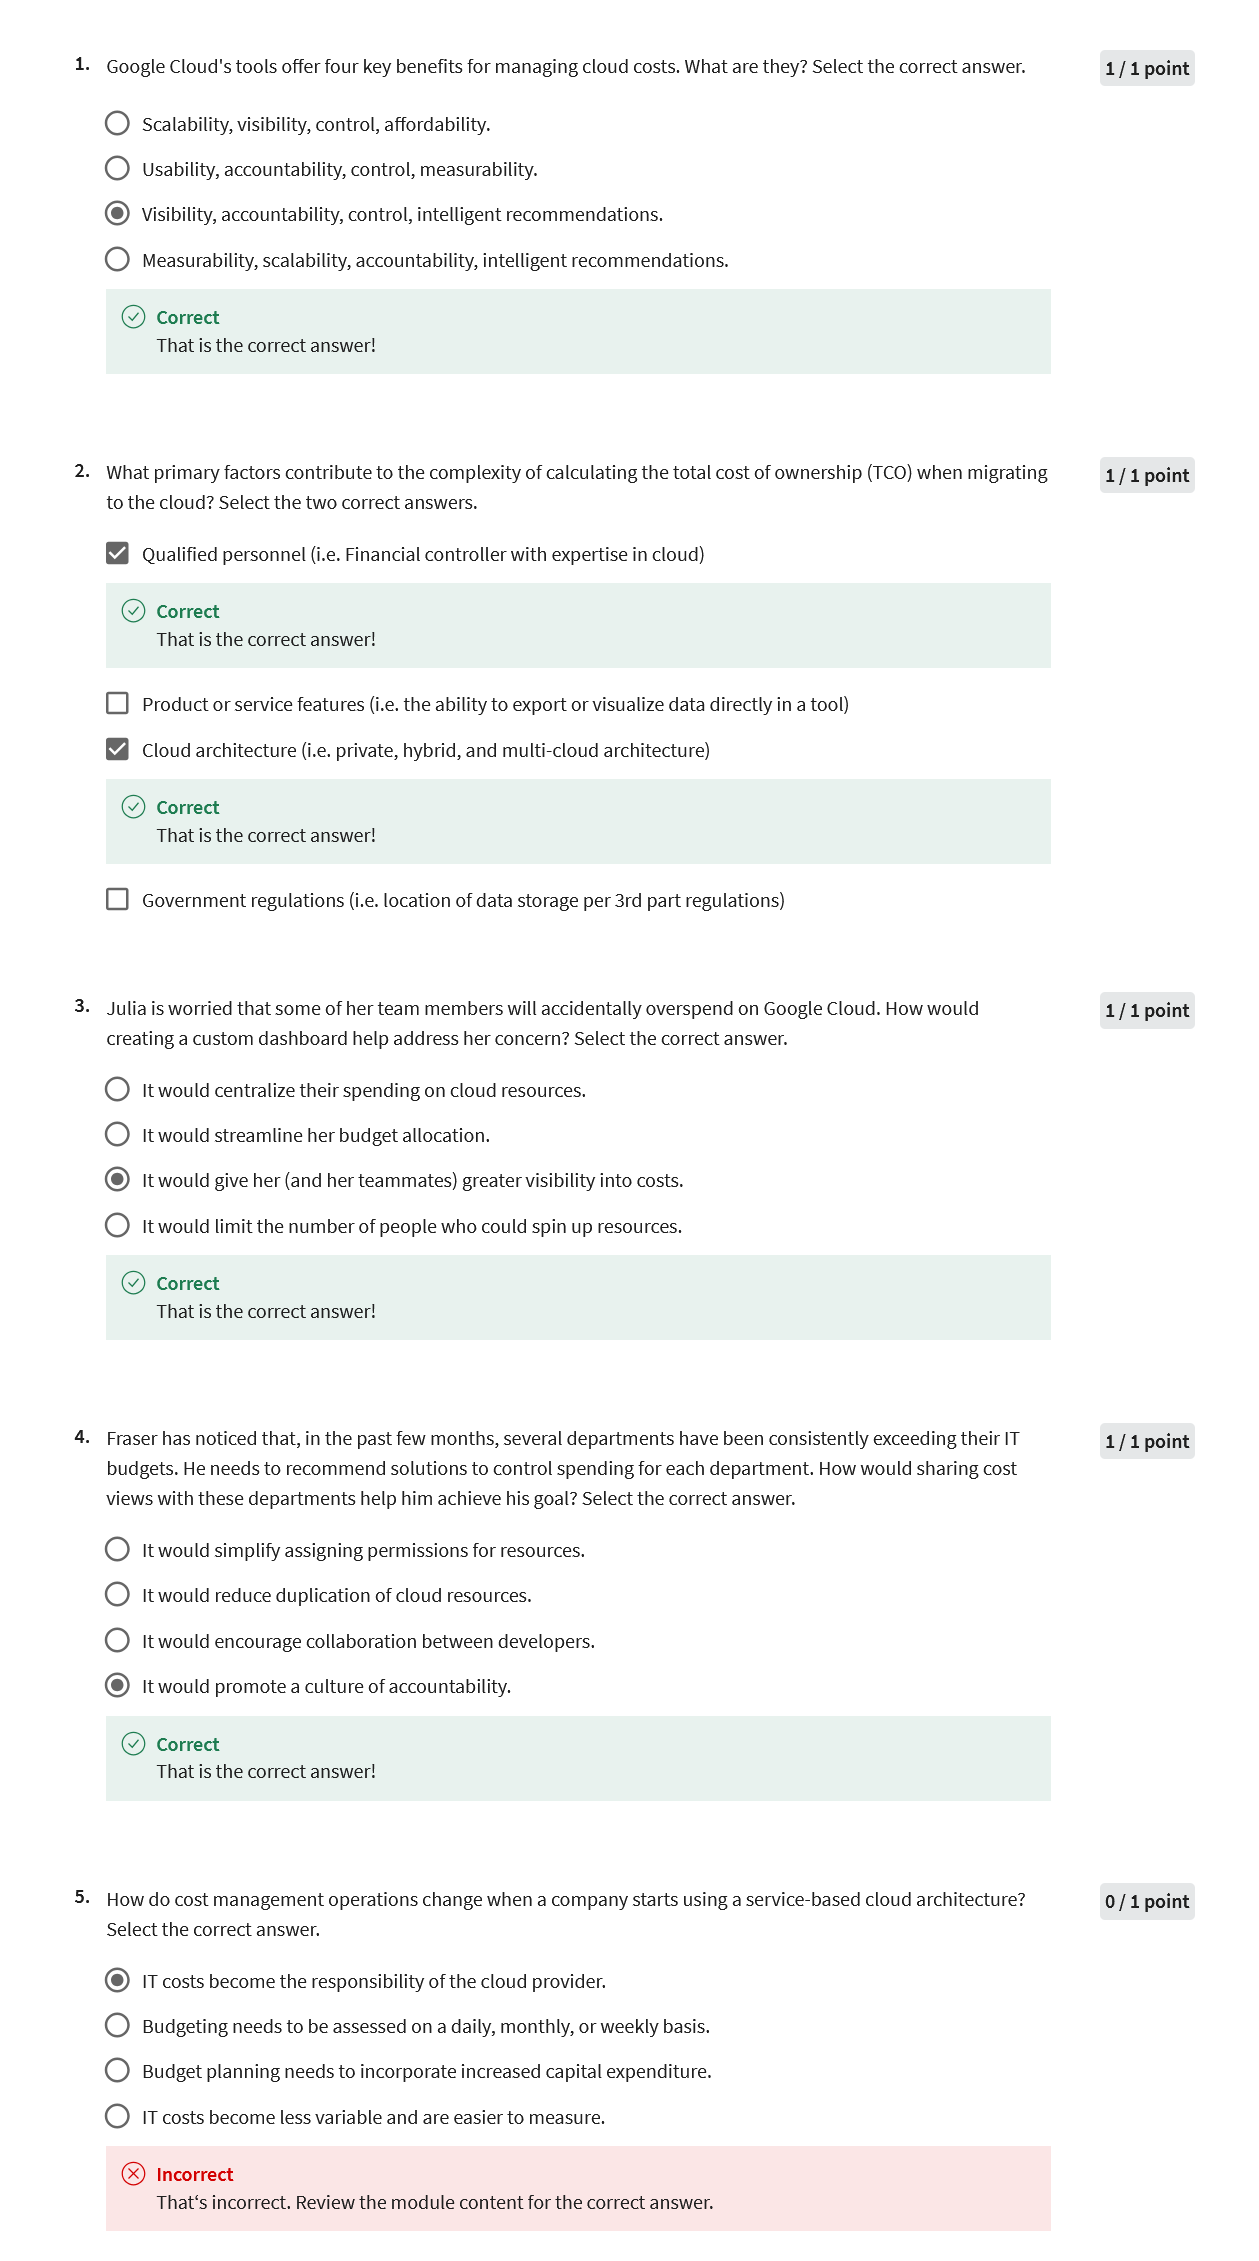 1. Google Cloud's tools offer four key benefits for managing cloud costs. What are they? Select the correct answer.
1 / 1 point
Scalability, visibility, control, affordability.
Usability, accountability, control, measurability.
Visibility, accountability, control, intelligent recommendations.
Measurability, scalability, accountability, intelligent recommendations.
Correct
That is the correct answer!
2. What primary factors contribute to the complexity of calculating the total cost of ownership (TCO) when migrating
to the cloud? Select the two correct answers.
1 / 1 point
Qualified personnel (i.e. Financial controller with expertise in cloud)
Correct
That is the correct answer!
Product or service features (i.e. the ability to export or visualize data directly in a tool)
Cloud architecture (i.e. private, hybrid, and multi-cloud architecture)
Correct
That is the correct answer!
Government regulations (i.e. location of data storage per 3rd part regulations)
3. Julia is worried that some of her team members will accidentally overspend on Google Cloud. How would
creating a custom dashboard help address her concern? Select the correct answer.
1 / 1 point
It would centralize their spending on cloud resources.
It would streamline her budget allocation.
It would give her (and her teammates) greater visibility into costs.
It would limit the number of people who could spin up resources.
Correct
That is the correct answer!
4. Fraser has noticed that, in the past few months, several departments have been consistently exceeding their IT
budgets. He needs to recommend solutions to control spending for each department. How would sharing cost
views with these departments help him achieve his goal? Select the correct answer.
1 / 1 point
It would simplify assigning permissions for resources.
It would reduce duplication of cloud resources.
It would encourage collaboration between developers.
It would promote a culture of accountability.
Correct
That is the correct answer!
5. How do cost management operations change when a company starts using a service-based cloud architecture?
Select the correct answer.
0 / 1 point
IT costs become the responsibility of the cloud provider.
Budgeting needs to be assessed on a daily, monthly, or weekly basis.
Budget planning needs to incorporate increased capital expenditure.
IT costs become less variable and are easier to measure.
Incorrect
That‘s incorrect. Review the module content for the correct answer.